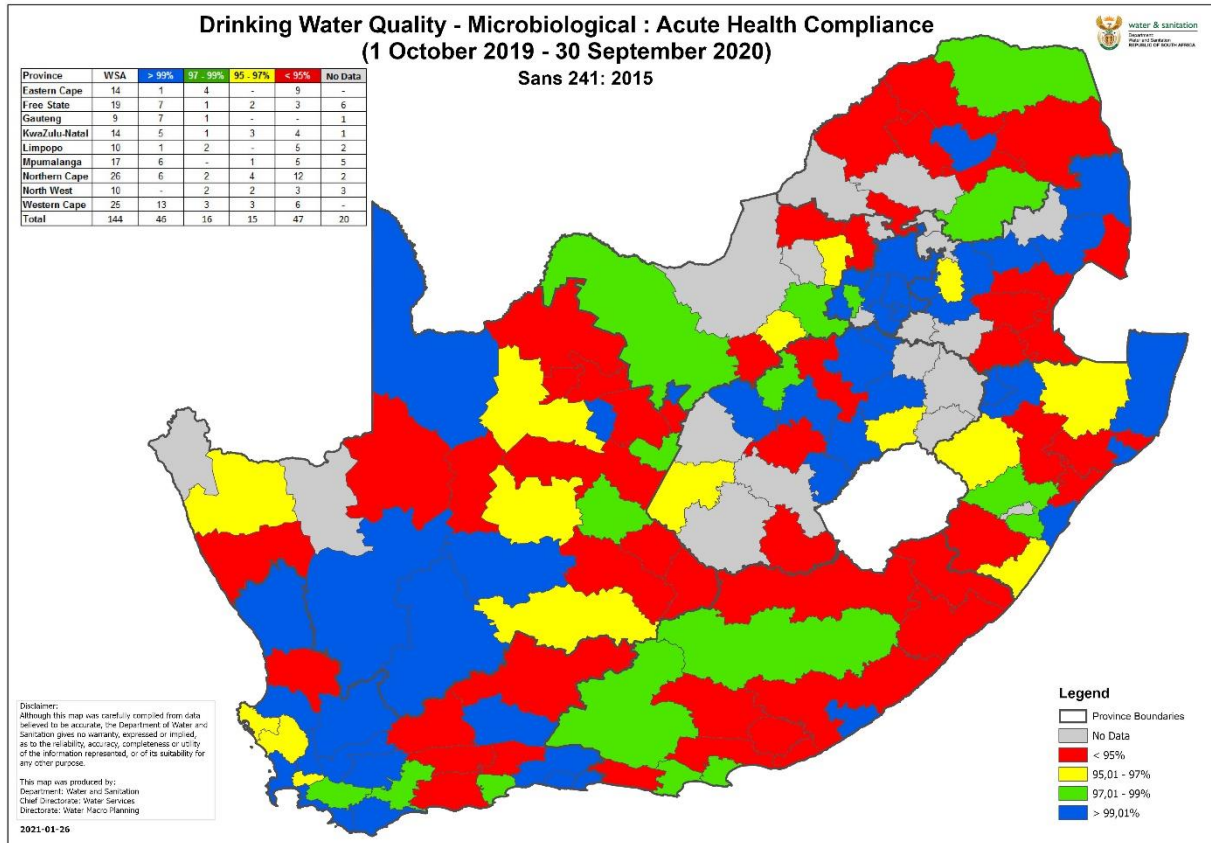 Drinking Water Quality - Microbiological : Acute Health Compliance
(1 October 2019 - 30 September 2020)
Sans 241: 2015
water & sanitation
Department:
Water and Sanitation
REPUBLIC OF SOUTH AFRICA
Province WSA > 99% 97 - 99% 95 - 97% < 95% No Data
Eastern Cape 14 1 4 - 9 -
Free State 19 7 1 2 3 6
Gauteng 9 7 1 - - 1
KwaZulu-Natal 14 5 1 3 4 1
Limpopo 10 1 2 - 5 2
Mpumalanga 17 6 - 1 5 5
Northern Cape 26 6 2 4 12 2
North West 10 - 2 2 3 3
Western Cape 25 13 3 3 6 -
Total 144 46 16 15 47 20
Disclaimer:
Although this map was carefully compiled from data
believed to be accurate, the Department of Water and
Sanitation gives no warranty, expressed or implied,
as to the reliability, accuracy, completeness or utility
of the information represented, or of its suitability for
any other purpose.
This map was produced by:
Department: Water and Sanitation
Chief Directorate: Water Services
Directorate: Water Macro Planning
2021-01-26
Legend
Province Boundaries
No Data
< 95%
95,01 - 97%
97,01 - 99%
> 99,01%